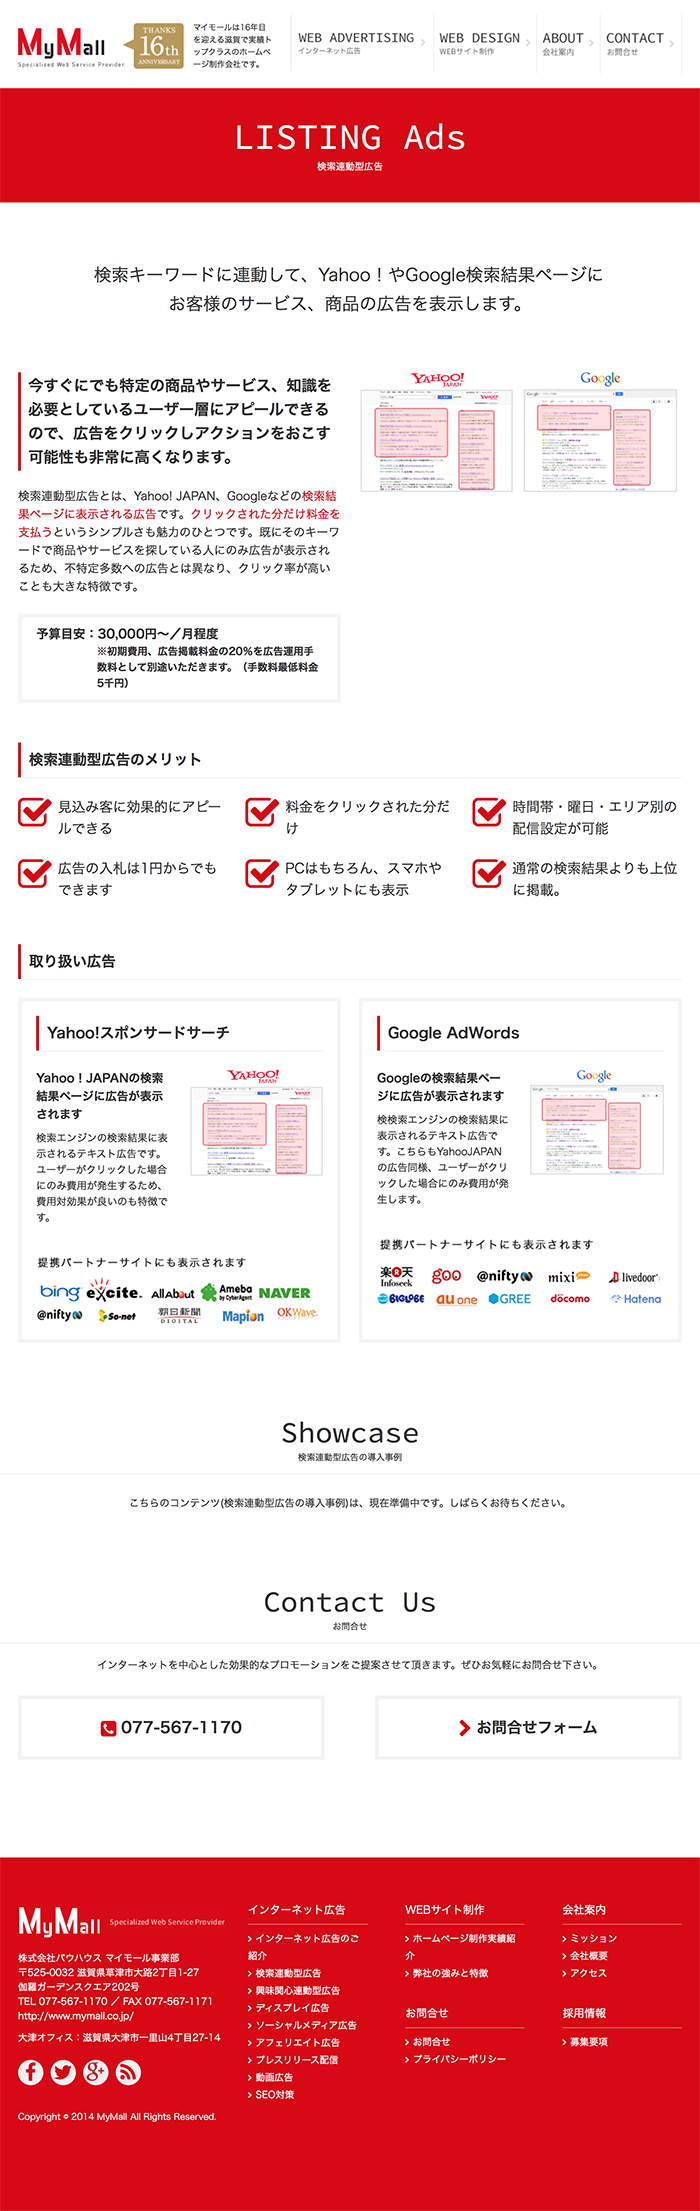 MyMall
Specialized Web Service Provider
THANKS
16th
ANNIVERSARY
マイモールは16年目
を迎える滋賀で実績ト
ップクラスのホームペ
ージ制作会社です。
WEB ADVERTISING
インターネット広告
WEB DESIGN
WEBサイト制作
ABOUT
会社案内
CONTACT
お問合せ
LISTING Ads
検索連動型広告
検索キーワードに連動して、Yahoo！やGoogle検索結果ページに
お客様のサービス、商品の広告を表示します。
今すぐにでも特定の商品やサービス、知識を
必要としているユーザー層にアピールできる
ので、広告をクリックしアクションをおこす
可能性も非常に高くなります。
検索連動型広告とは、Yahoo! JAPAN、Googleなどの検索結
果ページに表示される広告です。クリックされた分だけ料金を
支払うというシンプルさも魅力のひとつです。既にそのキーワ
ードで商品やサービスを探している人にのみ広告が表示され
るため、不特定多数への広告とは異なり、クリック率が高い
ことも大きな特徴です。
YAHOO!
JAPAN
Google
予算目安：30,000円〜／月程度
※初期費用、広告掲載料金の20%を広告運用手
数料として別途いただきます。（手数料最低料金
5千円）
検索連動型広告のメリット
見込み客に効果的にアピー
ルできる
料金をクリックされた分だ
け
時間帯・曜日・エリア別の
配信設定が可能
広告の入札は1円からでも
できます
PCはもちろん、スマホや
タブレットにも表示
通常の検索結果よりも上位
に掲載。
取り扱い広告
Yahoo!スポンサードサーチ
Yahoo！JAPANの検索
結果ページに広告が表示
されます
検索エンジンの検索結果に表
示されるテキスト広告です。
ユーザーがクリックした場合
にのみ費用が発生するため、
費用対効果が良いのも特徴で
す。
YAHOO!
JAPAN
提携パートナーサイトにも表示されます
bing
excite
AllAbout
Ameba
by CyberAgent
NAVER
@nifty
So-net
朝日新聞
DIGITAL
Mapion
OKWave
Google AdWords
Googleの検索結果ペー
ジに広告が表示されます
検検索エンジンの検索結果に
表示されるテキスト広告で
す。こちらもYahooJAPAN
の広告同様、ユーザーがクリ
ックした場合にのみ費用が発
生します。
Google
提携パートナーサイトにも表示されます
楽天
Infoseek
goo
@nifty
mixi
livedoor
BIGLOBE
au one
GREE
docomo
Hatena
Showcase
検索連動型広告の導入事例
こちらのコンテンツ(検索連動型広告の導入事例)は、現在準備中です。しばらくお待ちください。
Contact Us
お問合せ
インターネットを中心とした効果的なプロモーションをご提案させて頂きます。ぜひお気軽にお問合せ下さい。
077-567-1170
お問合せフォーム
MyMall
Specialized Web Service Provider
株式会社バウハウス マイモール事業部
〒525-0032 滋賀県草津市大路2丁目1-27
伽羅ガーデンスクエア202号
TEL 077-567-1170 ／ FAX 077-567-1171
http://www.mymall.co.jp/
大津オフィス：滋賀県大津市一里山4丁目27-14
Copyright © 2014 MyMall All Rights Reserved.
インターネット広告
インターネット広告のご
紹介
検索連動型広告
興味関心連動型広告
ディスプレイ広告
ソーシャルメディア広告
アフェリエイト広告
プレスリリース配信
動画広告
SEO対策
WEBサイト制作
ホームページ制作実績紹
介
弊社の強みと特徴
お問合せ
お問合せ
プライバシーポリシー
会社案内
ミッション
会社概要
アクセス
採用情報
募集要項